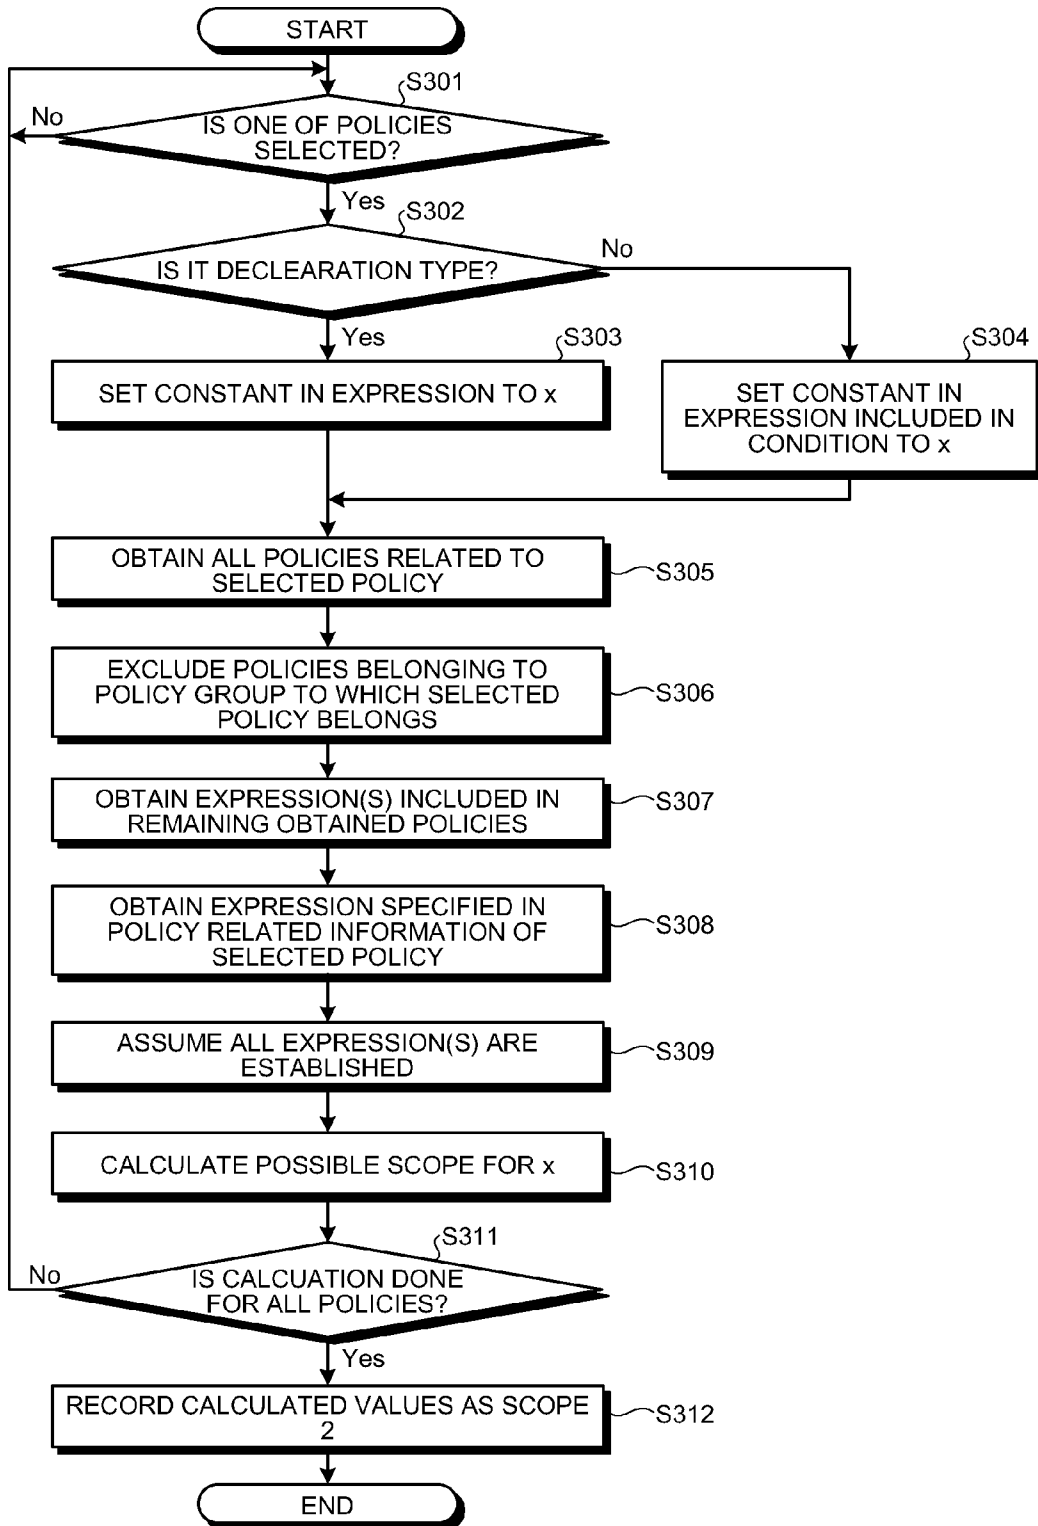 START
S301
No
IS ONE OF POLICIES
SELECTED?
Yes
S302
No
IS IT DECLEARATION TYPE?
Yes
S303
SET CONSTANT IN EXPRESSION TO x
S304
SET CONSTANT IN
EXPRESSION INCLUDED IN
CONDITION TO x
OBTAIN ALL POLICIES RELATED TO
SELECTED POLICY
S305
EXCLUDE POLICIES BELONGING TO
POLICY GROUP TO WHICH SELECTED
POLICY BELONGS
S306
OBTAIN EXPRESSION(S) INCLUDED IN
REMAINING OBTAINED POLICIES
S307
OBTAIN EXPRESSION SPECIFIED IN
POLICY RELATED INFORMATION OF
SELECTED POLICY
S308
ASSUME ALL EXPRESSION(S) ARE
ESTABLISHED
S309
CALCULATE POSSIBLE SCOPE FOR x
S310
S311
No
IS CALCUATION DONE
FOR ALL POLICIES?
Yes
RECORD CALCULATED VALUES AS SCOPE
2
S312
END